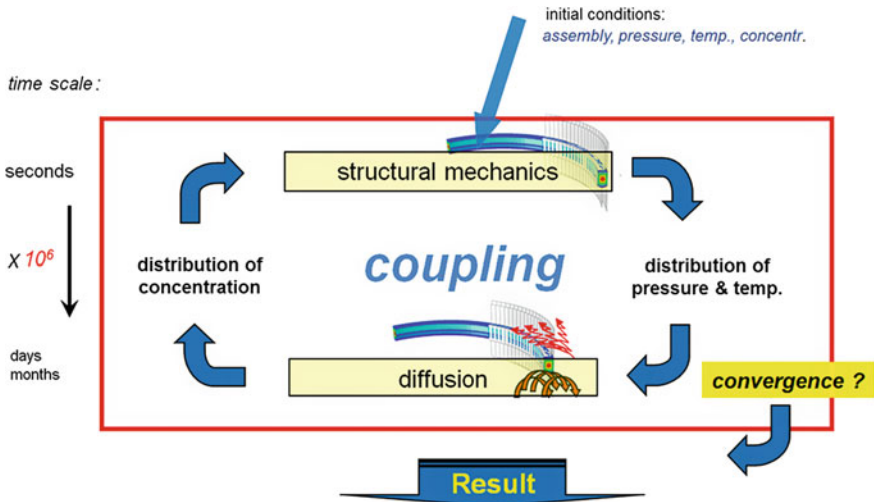 initial conditions:
assembly, pressure, temp., concentr.
time scale:
seconds
structural mechanics
X 10⁶
distribution of
concentration
coupling
distribution of
pressure & temp.
days
months
diffusion
convergence ?
Result